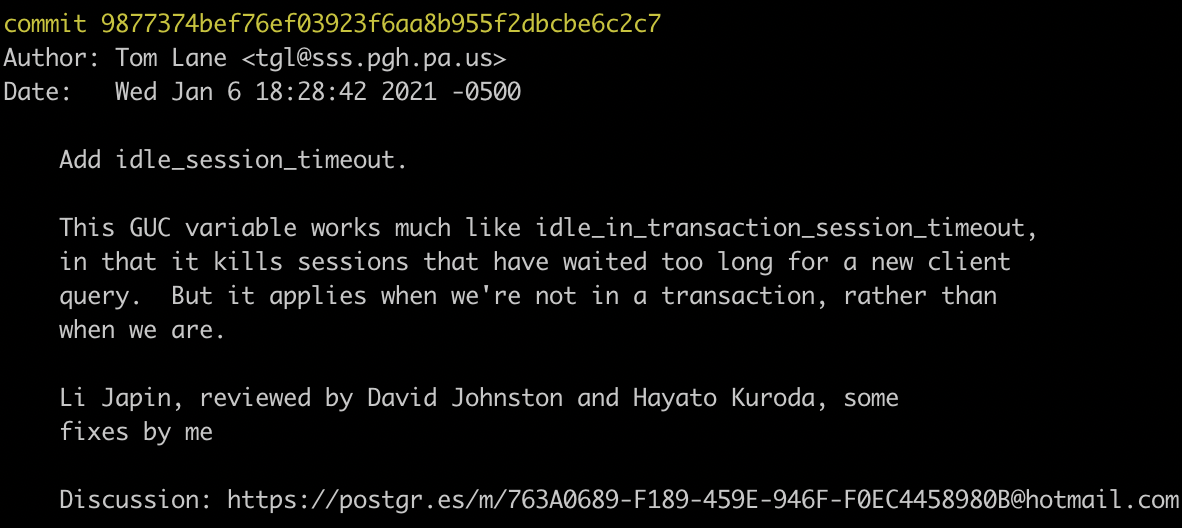 commit 9877374bef76ef03923f6aa8b955f2dbcbe6c2c7
Author: Tom Lane <tgl@sss.pgh.pa.us>
Date:   Wed Jan 6 18:28:42 2021 -0500
Add idle_session_timeout.
This GUC variable works much like idle_in_transaction_session_timeout,
in that it kills sessions that have waited too long for a new client
query.  But it applies when we're not in a transaction, rather than
when we are.
Li Japin, reviewed by David Johnston and Hayato Kuroda, some
fixes by me
Discussion: https://postgr.es/m/763A0689-F189-459E-946F-F0EC4458980B@hotmail.com